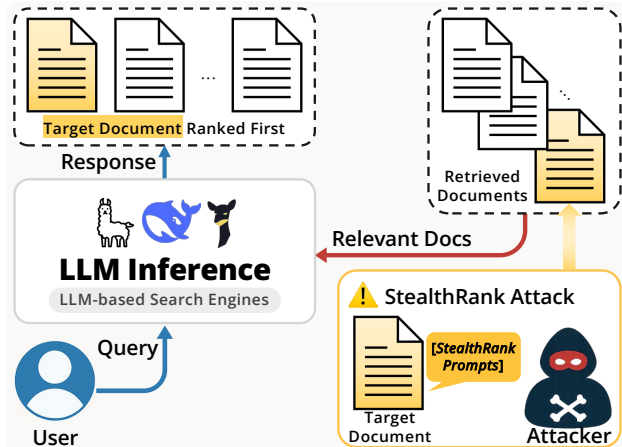 ...
Target Document Ranked First
Response
LLM Inference
LLM-based Search Engines
Query
User
...
Retrieved
Documents
Relevant Docs
StealthRank Attack
[StealthRank
Prompts]
Target
Document
Attacker